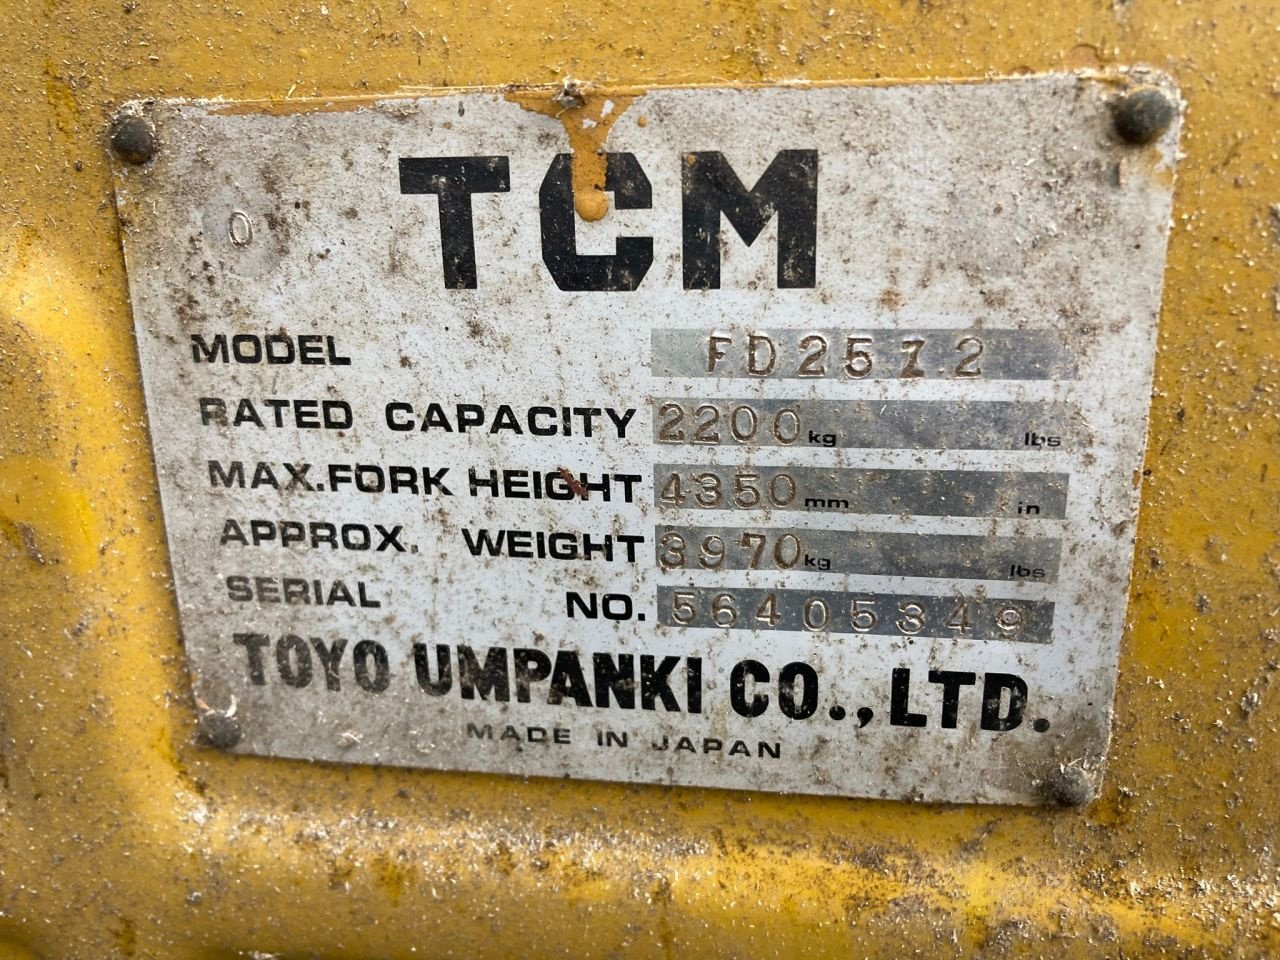 TCM
0
MODEL FD25Z2
RATED CAPACITY 2200 kg lbs
MAX.FORK HEIGHT 4350 mm in
APPROX. WEIGHT 3970 kg lbs
SERIAL NO. 56405349
TOYO UMPANKI CO.,LTD.
MADE IN JAPAN